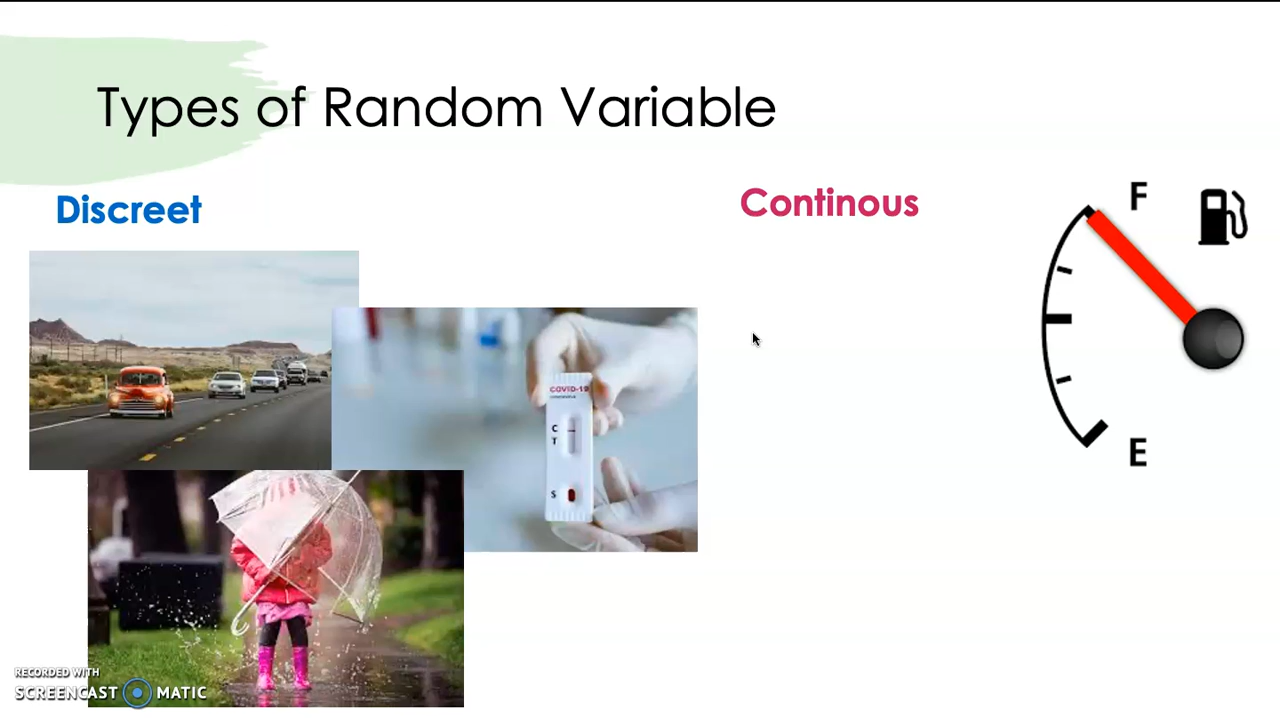 Types of Random Variable
Discreet
Continous
F
E
COVID-19
C
T
S
RECORDED WITH
SCREENCAST MATIC